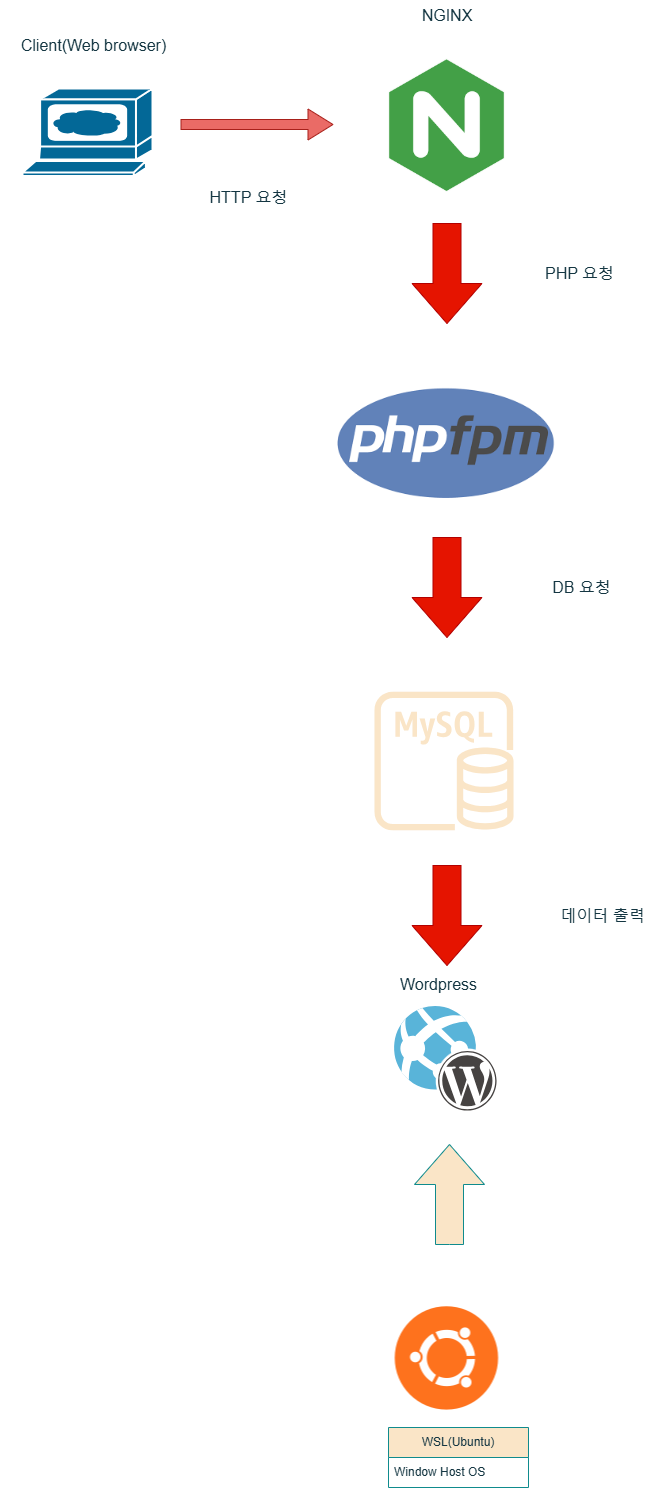 NGINX
Client(Web browser)
N
HTTP 요청
PHP 요청
phpfpm
DB 요청
MySQL
데이터 출력
Wordpress
W
WSL(Ubuntu)
Window Host OS